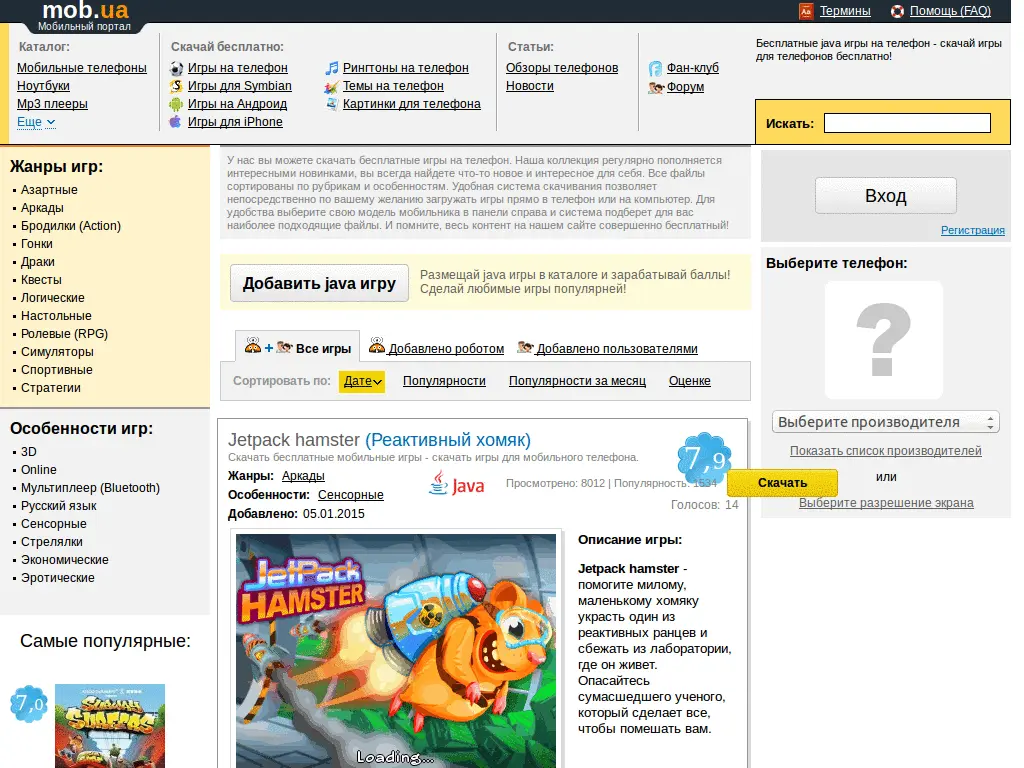 mob.ua
Мобильный портал
Термины
Помощь (FAQ)
Каталог:
Мобильные телефоны
Ноутбуки
Mp3 плееры
Еще
Скачай бесплатно:
Игры на телефон
Игры для Symbian
Игры на Андроид
Игры для iPhone
Рингтоны на телефон
Темы на телефон
Картинки для телефона
Статьи:
Обзоры телефонов
Новости
Фан-клуб
Форум
Бесплатные java игры на телефон - скачай игры
для телефонов бесплатно!
Искать:
Жанры игр:
Азартные
Аркады
Бродилки (Action)
Гонки
Драки
Квесты
Логические
Настольные
Ролевые (RPG)
Симуляторы
Спортивные
Стратегии
Особенности игр:
3D
Online
Мультиплеер (Bluetooth)
Русский язык
Сенсорные
Стрелялки
Экономические
Эротические
Самые популярные:
7,0
SUBWAY
SURFERS
У нас вы можете скачать бесплатные игры на телефон. Наша коллекция регулярно пополняется
интересными новинками, вы всегда найдете что-то новое и интересное для себя. Все файлы
сортированы по рубрикам и особенностям. Удобная система скачивания позволяет
непосредственно по вашему желанию загружать игры прямо в телефон или на компьютер. Для
удобства выберите свою модель мобильника в панели справа и система подберет для вас
наиболее подходящие файлы. И помните, весь контент на нашем сайте совершенно бесплатный!
Добавить java игру
Размещай java игры в каталоге и зарабатывай баллы!
Сделай любимые игры популярней!
+ Все игры
Добавлено роботом
Добавлено пользователями
Сортировать по:
Дате
Популярности
Популярности за месяц
Оценке
Jetpack hamster (Реактивный хомяк)
Скачать бесплатные мобильные игры - скачать игры для мобильного телефона.
Жанры: Аркады
Особенности: Сенсорные
Добавлено: 05.01.2015
Java
Просмотрено: 8012 | Популярность: 1534
7,9
Скачать
Голосов: 14
JetPack
HAMSTER
Loading...
Описание игры:
Jetpack hamster -
помогите милому,
маленькому хомяку
украсть один из
реактивных ранцев и
сбежать из лаборатории,
где он живет.
Опасайтесь
сумасшедшего ученого,
который сделает все,
чтобы помешать вам.
Вход
Регистрация
Выберите телефон:
?
Выберите производителя
Показать список производителей
или
Выберите разрешение экрана